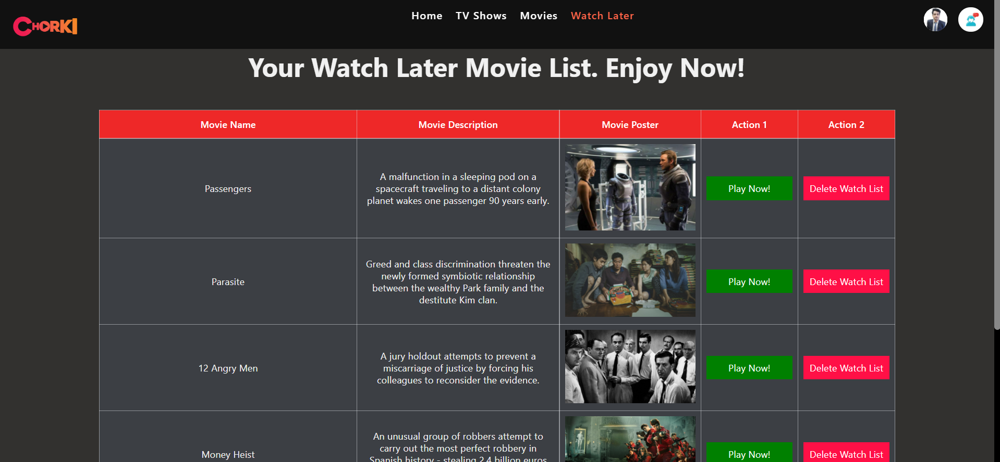 CHORKI
Home TV Shows Movies Watch Later
Your Watch Later Movie List. Enjoy Now!
Movie Name Movie Description Movie Poster Action 1 Action 2
Passengers
A malfunction in a sleeping pod on a
spacecraft traveling to a distant colony
planet wakes one passenger 90 years early.
Play Now! Delete Watch List
Parasite
Greed and class discrimination threaten the
newly formed symbiotic relationship
between the wealthy Park family and the
destitute Kim clan.
Play Now! Delete Watch List
12 Angry Men
A jury holdout attempts to prevent a
miscarriage of justice by forcing his
colleagues to reconsider the evidence.
Play Now! Delete Watch List
Money Heist
An unusual group of robbers attempt to
carry out the most perfect robbery in
Spanish history - stealing 2.4 billion euros
Play Now! Delete Watch List